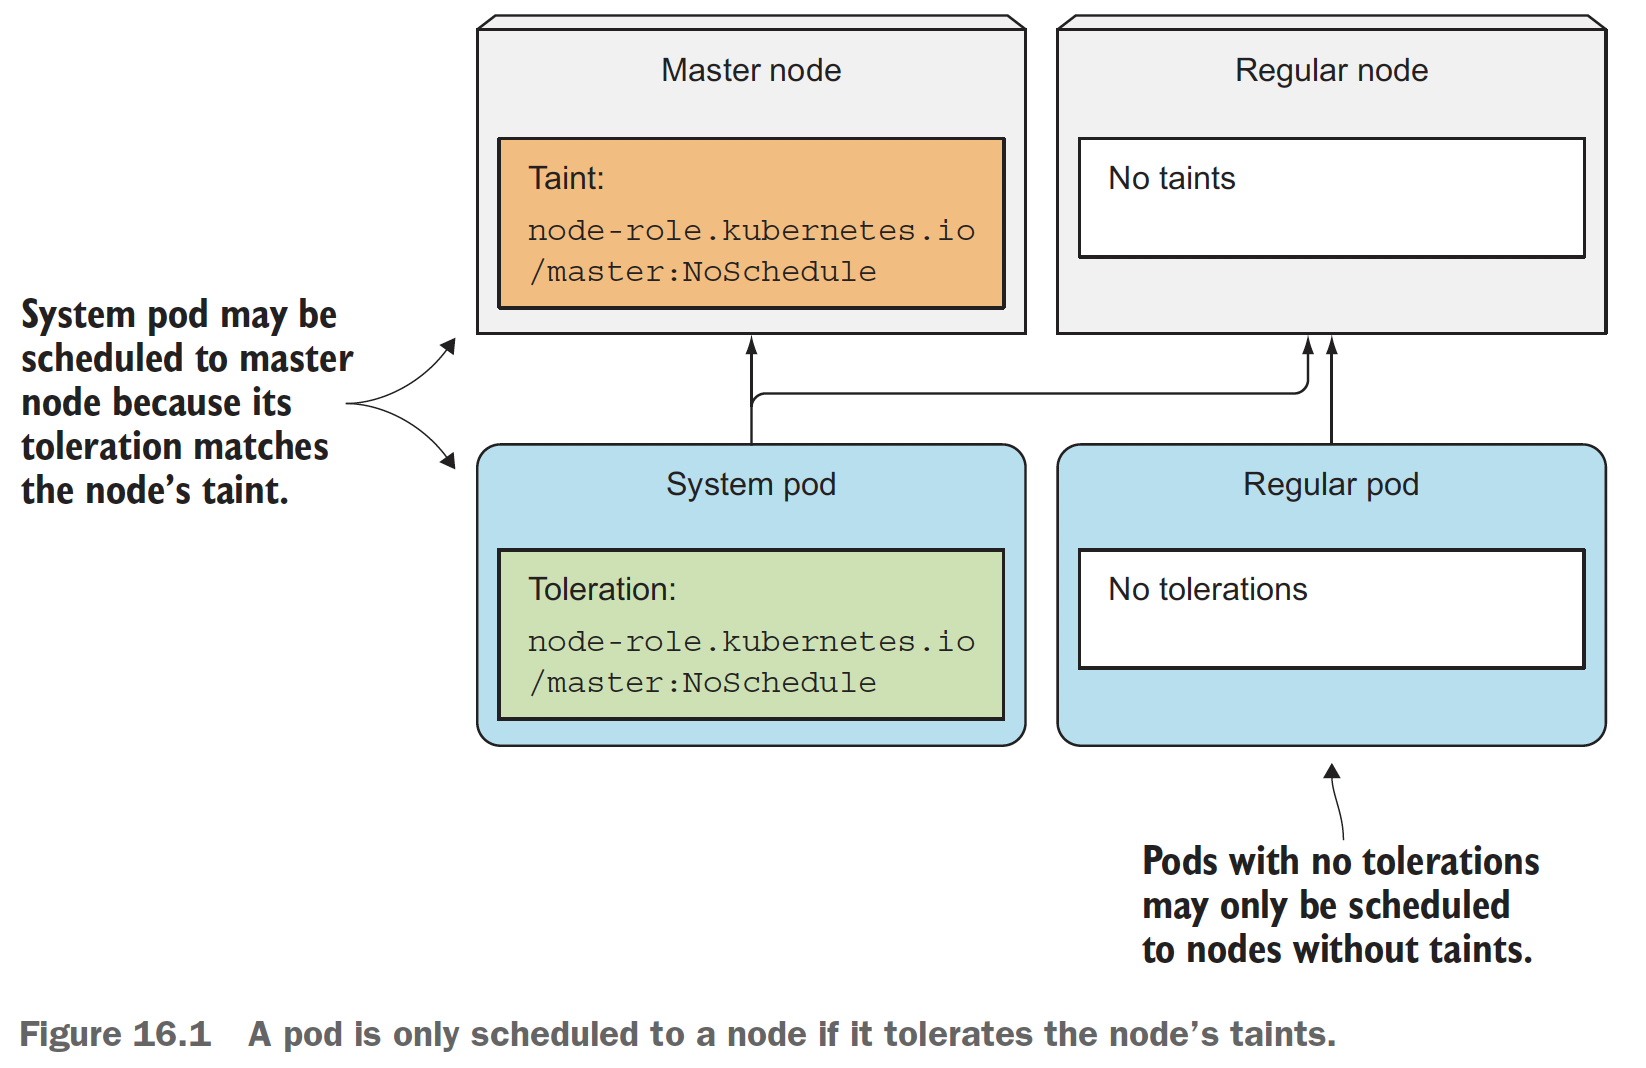 Master node
Taint:
node-role.kubernetes.io
/master:NoSchedule
Regular node
No taints
System pod may be
scheduled to master
node because its
toleration matches
the node’s taint.
System pod
Toleration:
node-role.kubernetes.io
/master:NoSchedule
Regular pod
No tolerations
Pods with no tolerations
may only be scheduled
to nodes without taints.
Figure 16.1 A pod is only scheduled to a node if it tolerates the node’s taints.